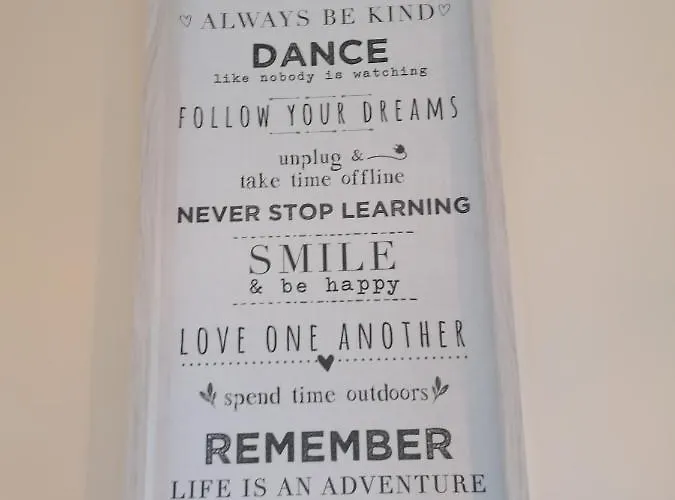 ALWAYS BE KIND
DANCE
like nobody is watching
FOLLOW YOUR DREAMS
unplug &
take time offline
NEVER STOP LEARNING
SMILE
& be happy
LOVE ONE ANOTHER
spend time outdoors
REMEMBER
LIFE IS AN ADVENTURE